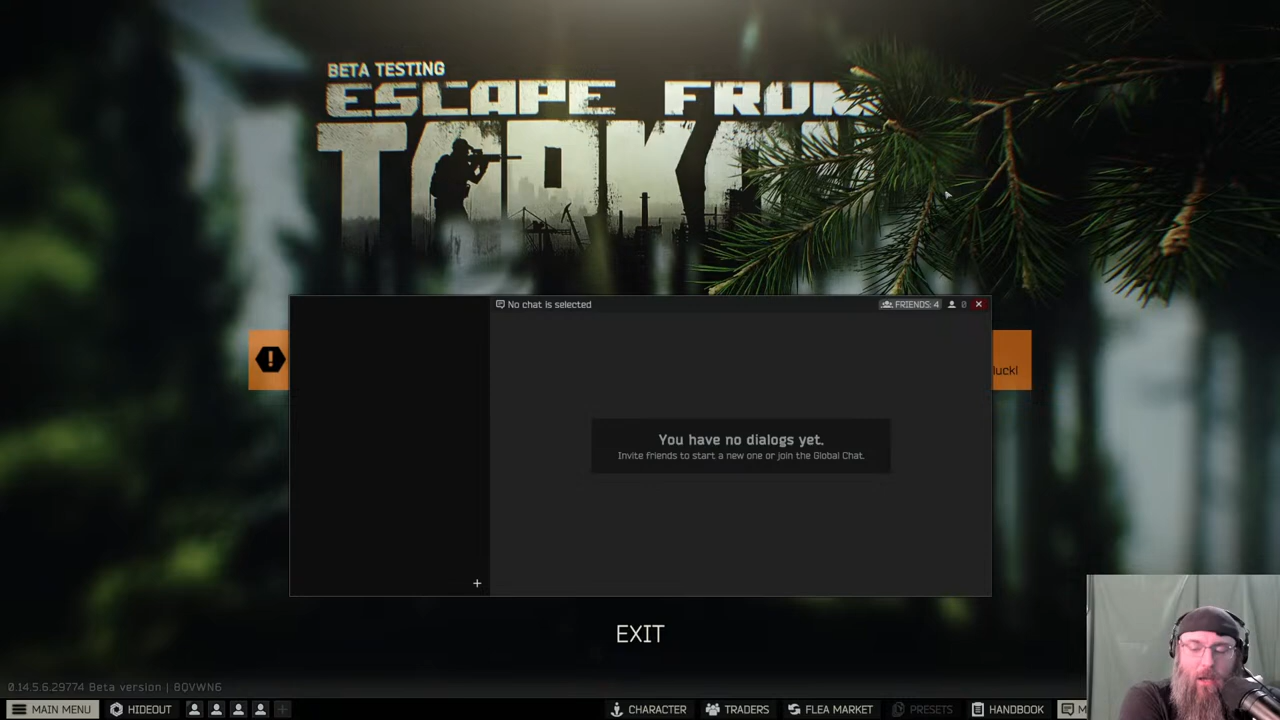 BETA TESTING
ESCAPE FROM
TARKOV
No chat is selected
FRIENDS: 4
0
!
luck!
You have no dialogs yet.
Invite friends to start a new one or join the Global Chat.
+
EXIT
0.14.5.6.29774 Beta version | 8QVWN6
MAIN MENU
HIDEOUT
CHARACTER
TRADERS
FLEA MARKET
PRESETS
HANDBOOK
M